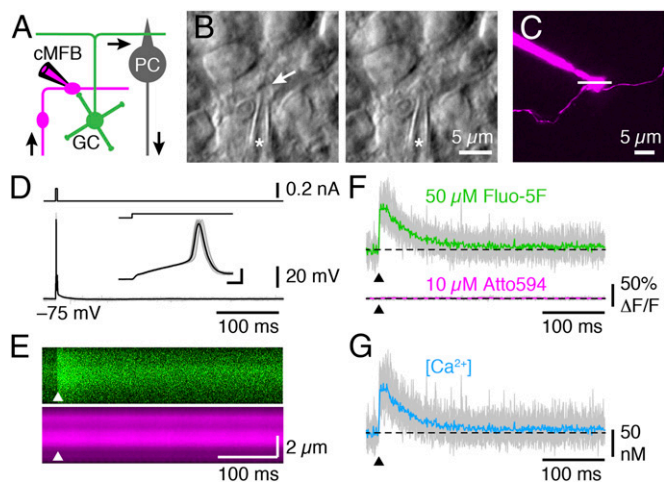 A
cMFB
PC
GC
B
*
*
5 µm
C
5 µm
D
0.2 nA
20 mV
−75 mV
100 ms
E
2 µm
100 ms
F
50 µM Fluo-5F
10 µM Atto594
50%
ΔF/F
100 ms
G
[Ca²⁺]
50
nM
100 ms